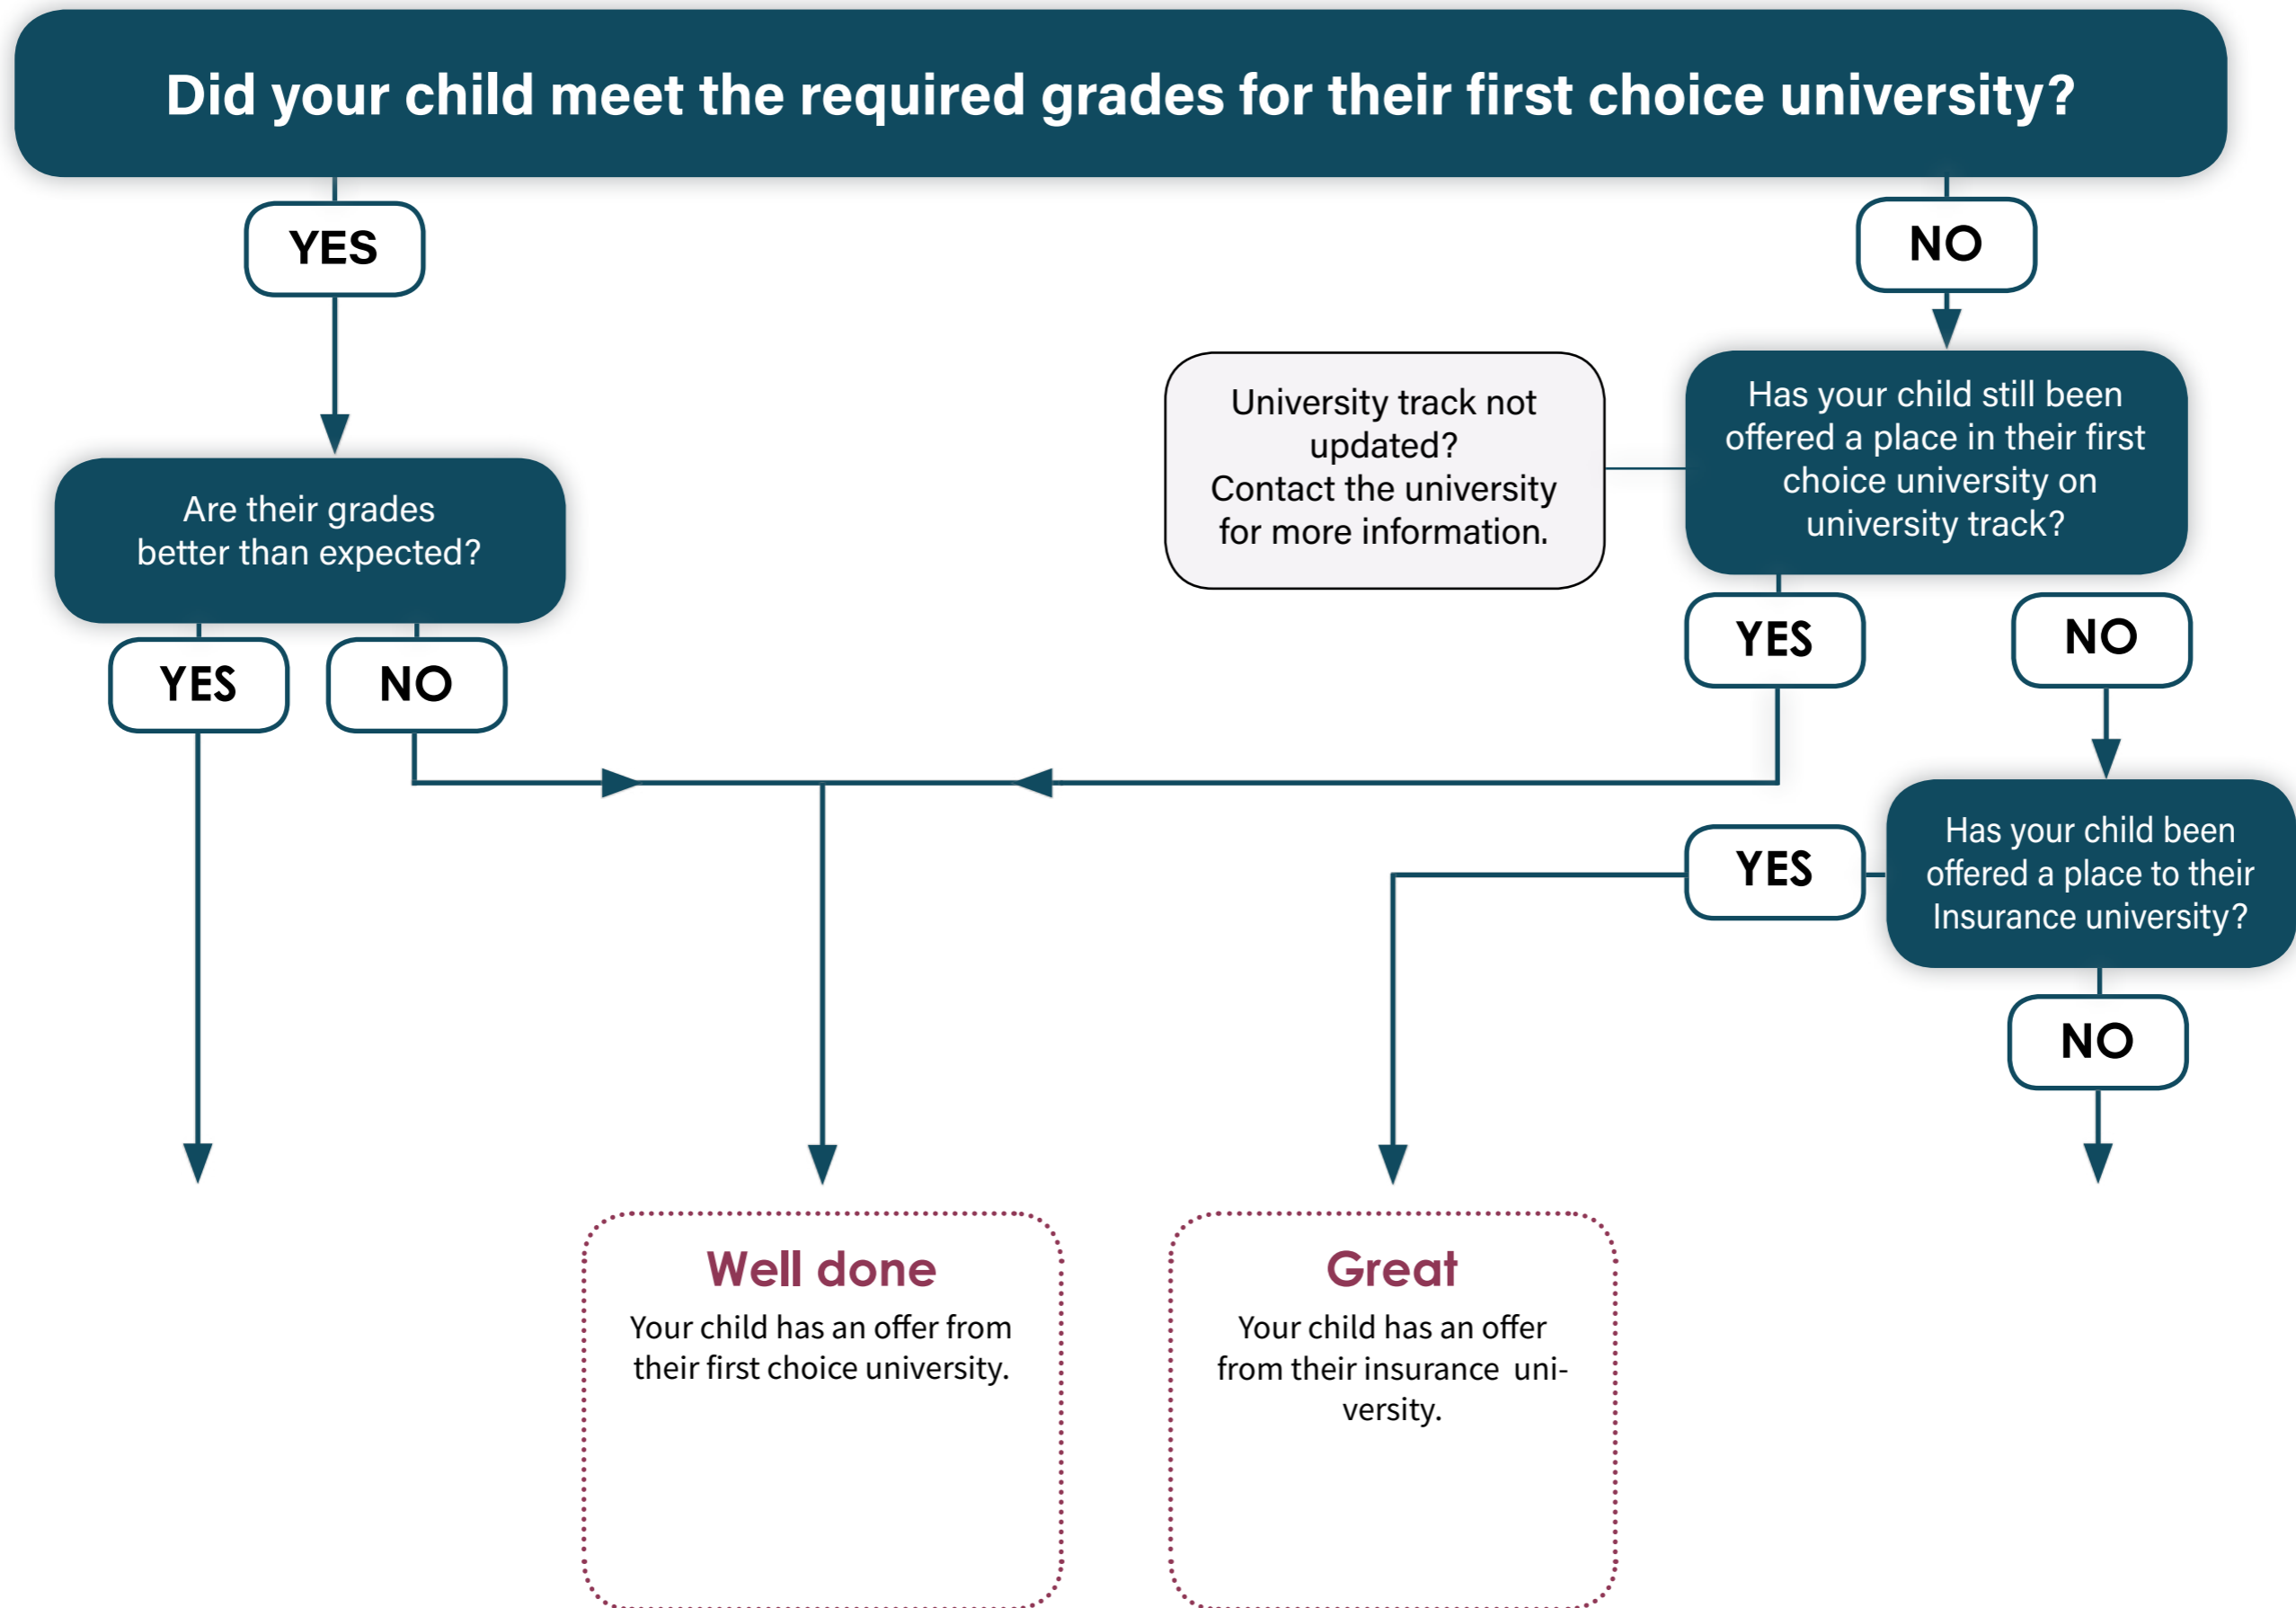 Did your child meet the required grades for their first choice university?
YES
NO
University track not
updated?
Contact the university
for more information.
Has your child still been
offered a place in their first
choice university on
university track?
Are their grades
better than expected?
YES
NO
YES
NO
YES
Has your child been
offered a place to their
Insurance university?
NO
Well done
Your child has an offer from
their first choice university.
Great
Your child has an offer
from their insurance  uni-
versity.